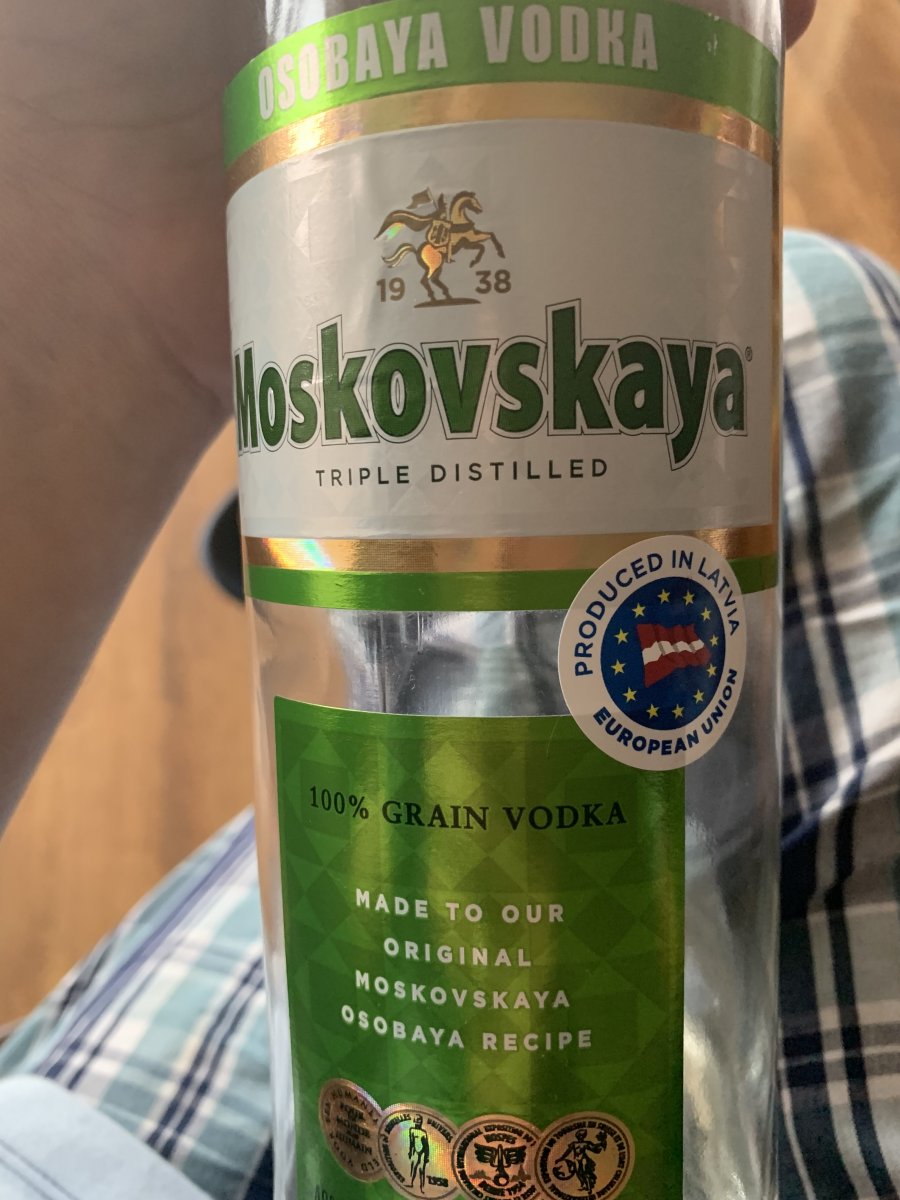 OSOBAYA VODKA
19 38
Moskovskaya®
TRIPLE DISTILLED
PRODUCED IN LATVIA
EUROPEAN UNION
100% GRAIN VODKA
MADE TO OUR
ORIGINAL
MOSKOVSKAYA
OSOBAYA RECIPE
1958